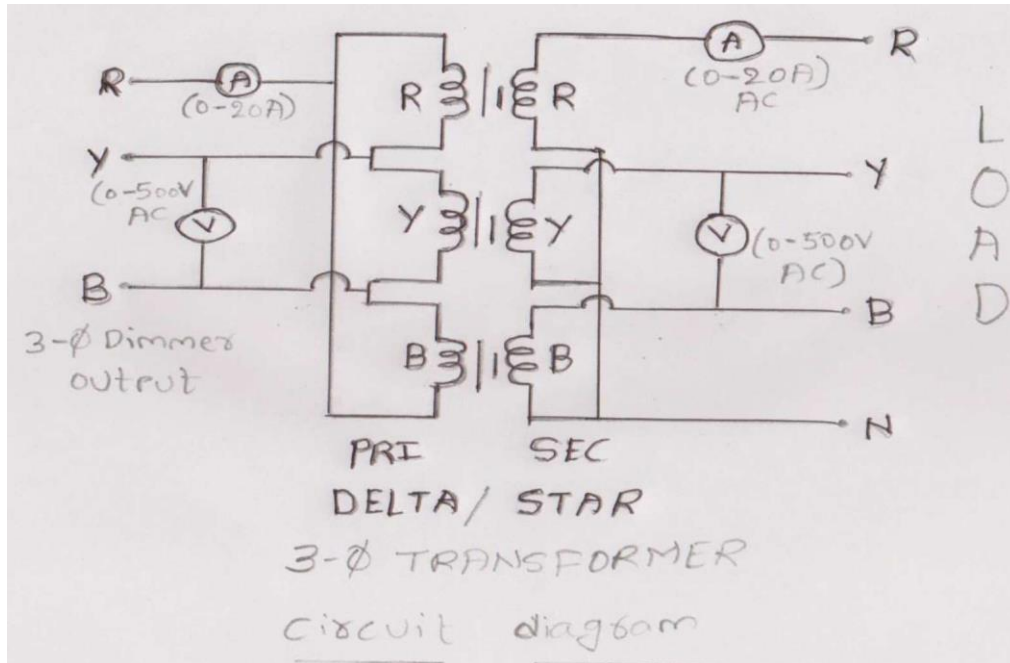 R
A
(0-20A)
Y
(0-500V
AC
V
B
3-Ø Dimmer
output
R
Y
B
R
Y
B
A
(0-20A)
AC
R
Y
V
(0-500V
AC)
B
N
L
O
A
D
PRI SEC
DELTA/ STAR
3-Ø TRANSFORMER
Circuit diagram